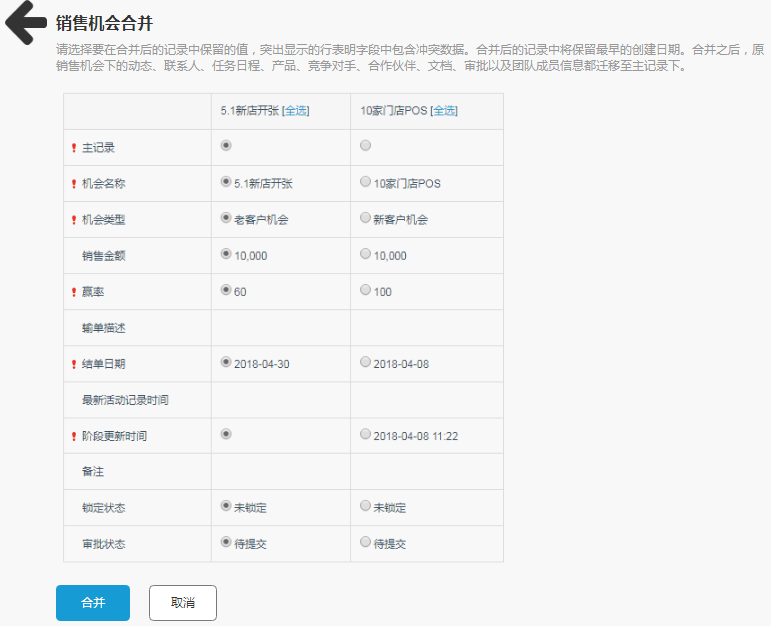 销售机会合并
请选择要在合并后的记录中保留的值，突出显示的行表明字段中包含冲突数据。合并后的记录中将保留最早的创建日期。合并之后，原
销售机会下的动态、联系人、任务日程、产品、竞争对手、合作伙伴、文档、审批以及团队成员信息都迁移至主记录下。
5.1新店开张 [全选] 10家门店POS [全选]
! 主记录
! 机会名称 5.1新店开张 10家门店POS
! 机会类型 老客户机会 新客户机会
销售金额 10,000 10,000
! 赢率 60 100
输单描述
! 结单日期 2018-04-30 2018-04-08
最新活动记录时间
! 阶段更新时间 2018-04-08 11:22
备注
锁定状态 未锁定 未锁定
审批状态 待提交 待提交
合并 取消